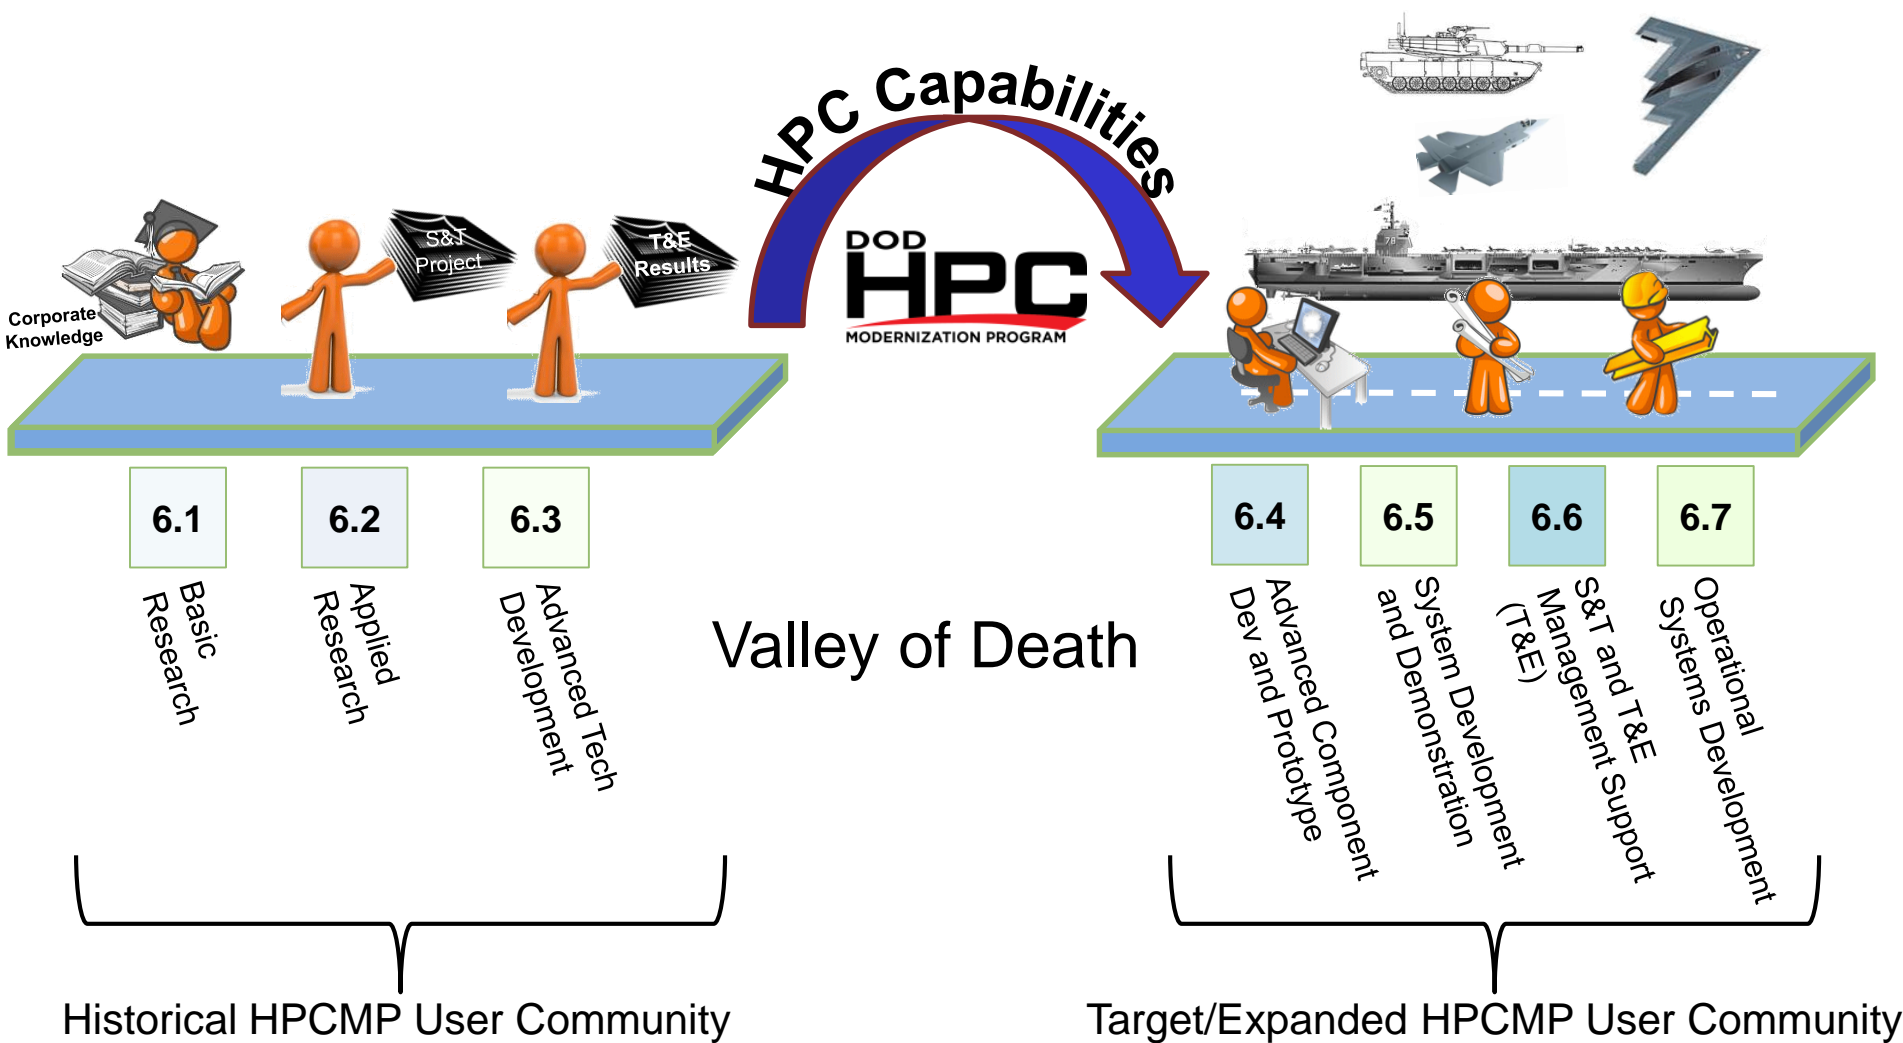 HPC Capabilities
78
S&T
Project
T&E
Results
Corporate
Knowledge
DOD
HPC
MODERNIZATION PROGRAM
6.1
6.2
6.3
6.4
6.5
6.6
6.7
Basic
Research
Applied
Research
Advanced Tech
Development
Valley of Death
Advanced Component
Dev and Prototype
System Development
and Demonstration
S&T and T&E
Management Support
(T&E)
Operational
Systems Development
Historical HPCMP User Community
Target/Expanded HPCMP User Community